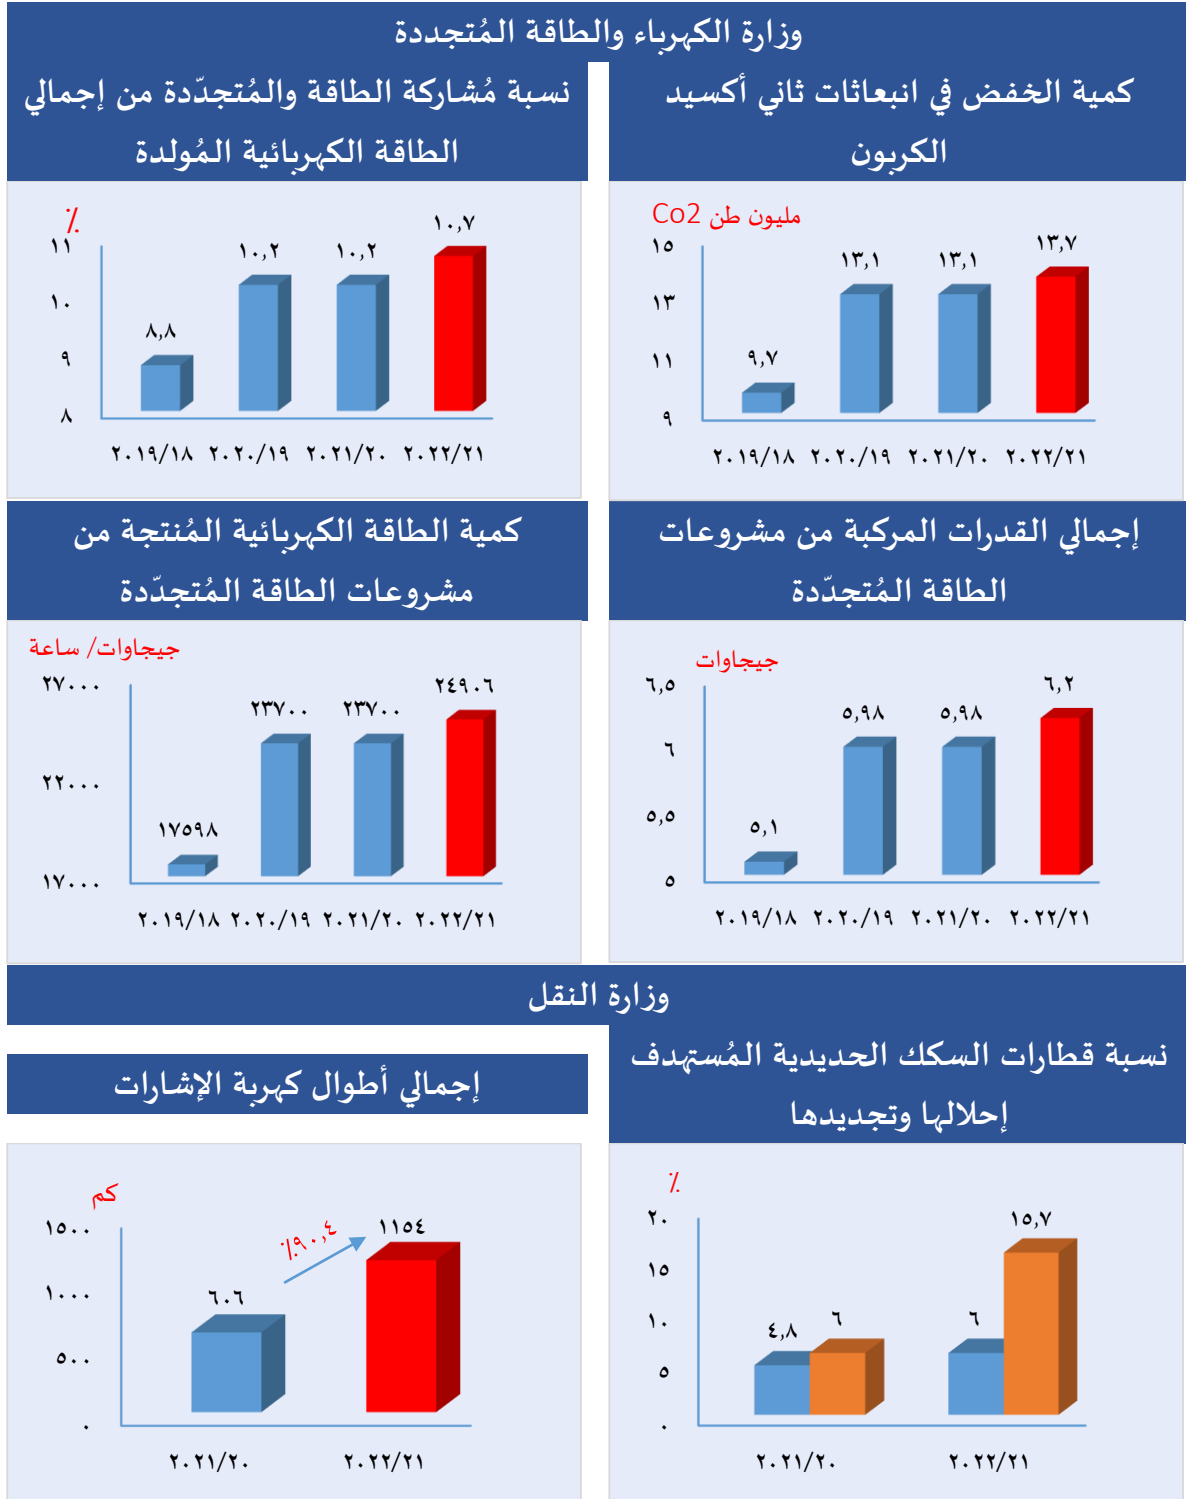 وزارة الكهرباء والطاقة المُتجددة
كمية الخفض في انبعاثات ثاني أكسيد
الكربون
مليون طن Co2
١٥
١٣
١١
٩
٩,٧
١٣,١
١٣,١
١٣,٧
٢٠١٩/١٨ ٢٠٢٠/١٩ ٢٠٢١/٢٠ ٢٠٢٢/٢١
نسبة مُشاركة الطاقة والمُتجدّدة من إجمالي
الطاقة الكهربائية المُولدة
٪
١١
١٠
٩
٨
٨,٨
١٠,٢
١٠,٢
١٠,٧
٢٠١٩/١٨ ٢٠٢٠/١٩ ٢٠٢١/٢٠ ٢٠٢٢/٢١
إجمالي القدرات المركبة من مشروعات
الطاقة المُتجدّدة
جيجاوات
٦,٥
٦
٥,٥
٥
٥,١
٥,٩٨
٥,٩٨
٦,٢
٢٠١٩/١٨ ٢٠٢٠/١٩ ٢٠٢١/٢٠ ٢٠٢٢/٢١
كمية الطاقة الكهربائية المُنتجة من
مشروعات الطاقة المُتجدّدة
جيجاوات/ ساعة
٢٧٠٠٠
٢٢٠٠٠
١٧٠٠٠
١٧٥٩٨
٢٣٧٠٠
٢٣٧٠٠
٢٤٩٠٦
٢٠١٩/١٨ ٢٠٢٠/١٩ ٢٠٢١/٢٠ ٢٠٢٢/٢١
وزارة النقل
نسبة قطارات السكك الحديدية المُستهدف
إحلالها وتجديدها
٪
٢٠
١٥
١٠
٥
٠
٤,٨
٦
٦
١٥,٧
٢٠٢١/٢٠ ٢٠٢٢/٢١
إجمالي أطوال كهربة الإشارات
كم
١٥٠٠
١٠٠٠
٥٠٠
٠
٦٠٦
٩٠,٤٪
١١٥٤
٢٠٢١/٢٠ ٢٠٢٢/٢١